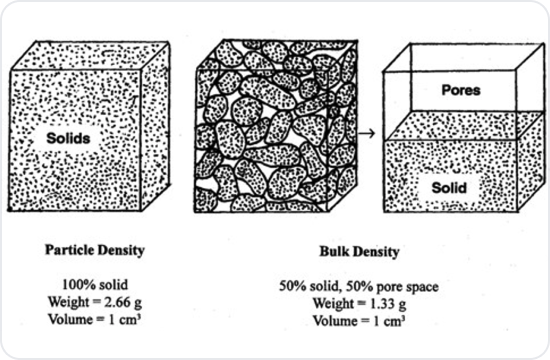 Solids
Pores
Solid
Particle Density
100% solid
Weight = 2.66 g
Volume = 1 cm³
Bulk Density
50% solid, 50% pore space
Weight = 1.33 g
Volume = 1 cm³